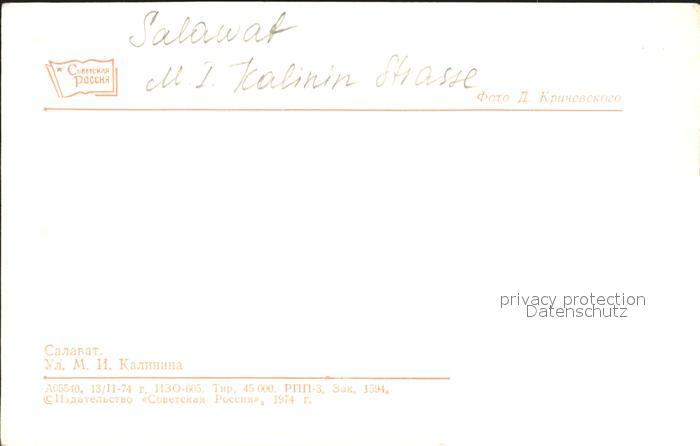 Salawat
M. I. Kalinin Strasse
Советская
Россия
Фото Д. Кричевского
privacy protection
Datenschutz
Салават.
Ул. М. И. Калинина
А05540. 13/II-74 г. ИЗО-605. Тир. 45 000. РПП-3. Зак. 1594.
©Издательство «Советская Россия», 1974 г.